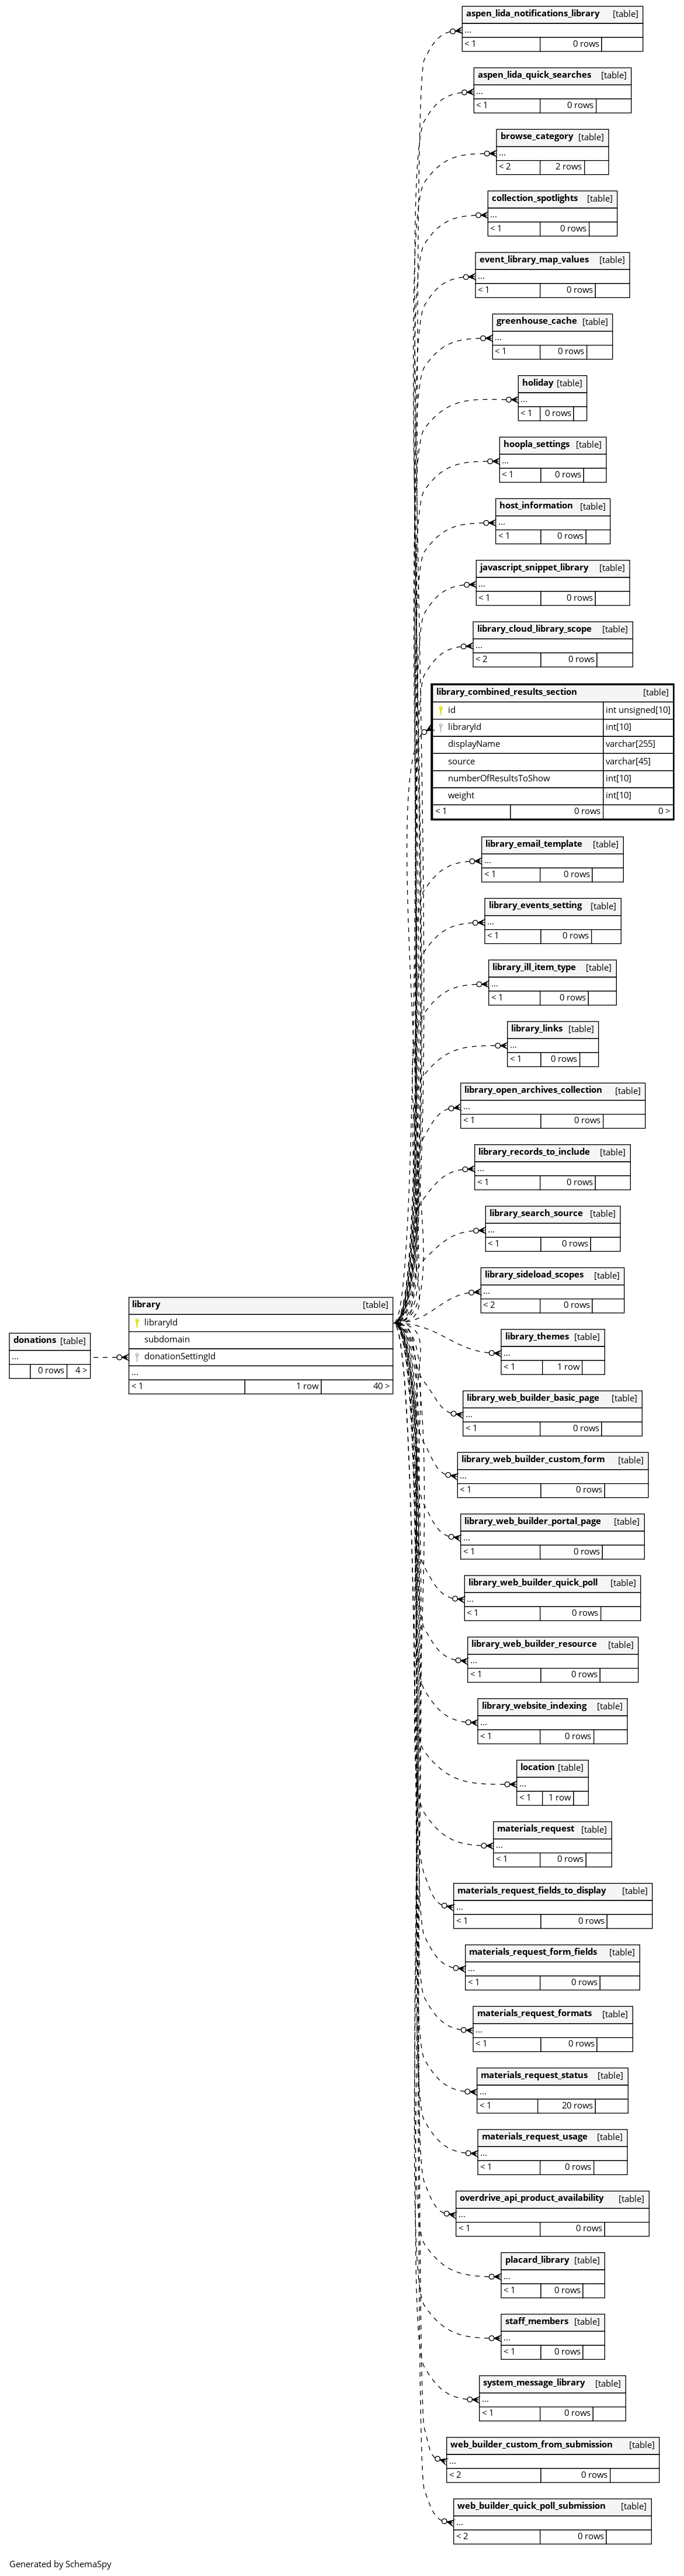 aspen_lida_notifications_library [table]
...
< 1 0 rows
aspen_lida_quick_searches [table]
...
< 1 0 rows
browse_category [table]
...
< 2 2 rows
collection_spotlights [table]
...
< 1 0 rows
event_library_map_values [table]
...
< 1 0 rows
greenhouse_cache [table]
...
< 1 0 rows
holiday [table]
...
< 1 0 rows
hoopla_settings [table]
...
< 1 0 rows
host_information [table]
...
< 1 0 rows
javascript_snippet_library [table]
...
< 1 0 rows
library_cloud_library_scope [table]
...
< 2 0 rows
library_combined_results_section [table]
id int unsigned[10]
libraryId int[10]
displayName varchar[255]
source varchar[45]
numberOfResultsToShow int[10]
weight int[10]
< 1 0 rows 0 >
library_email_template [table]
...
< 1 0 rows
library_events_setting [table]
...
< 1 0 rows
library_ill_item_type [table]
...
< 1 0 rows
library_links [table]
...
< 1 0 rows
library_open_archives_collection [table]
...
< 1 0 rows
library_records_to_include [table]
...
< 1 0 rows
library_search_source [table]
...
< 1 0 rows
library_sideload_scopes [table]
...
< 2 0 rows
library [table]
libraryId
subdomain
donationSettingId
...
< 1 1 row 40 >
donations [table]
...
0 rows 4 >
library_themes [table]
...
< 1 1 row
library_web_builder_basic_page [table]
...
< 1 0 rows
library_web_builder_custom_form [table]
...
< 1 0 rows
library_web_builder_portal_page [table]
...
< 1 0 rows
library_web_builder_quick_poll [table]
...
< 1 0 rows
library_web_builder_resource [table]
...
< 1 0 rows
library_website_indexing [table]
...
< 1 0 rows
location [table]
...
< 1 1 row
materials_request [table]
...
< 1 0 rows
materials_request_fields_to_display [table]
...
< 1 0 rows
materials_request_form_fields [table]
...
< 1 0 rows
materials_request_formats [table]
...
< 1 0 rows
materials_request_status [table]
...
< 1 20 rows
materials_request_usage [table]
...
< 1 0 rows
overdrive_api_product_availability [table]
...
< 1 0 rows
placard_library [table]
...
< 1 0 rows
staff_members [table]
...
< 1 0 rows
system_message_library [table]
...
< 1 0 rows
web_builder_custom_from_submission [table]
...
< 2 0 rows
web_builder_quick_poll_submission [table]
...
< 2 0 rows
Generated by SchemaSpy